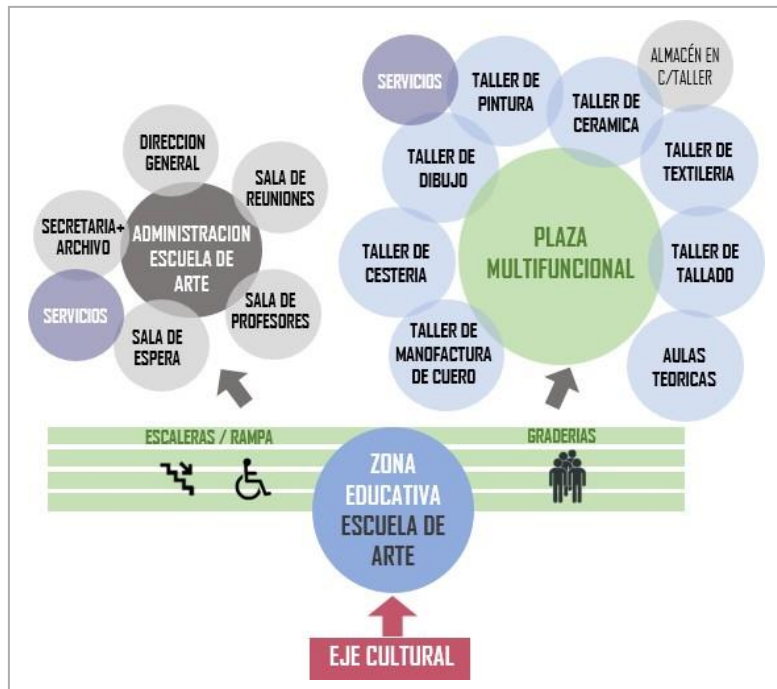 SERVICIOS
TALLER DE
PINTURA
ALMACÉN EN
C/TALLER
TALLER DE
CERAMICA
DIRECCION
GENERAL
TALLER DE
DIBUJO
TALLER DE
TEXTILERIA
SALA DE
REUNIONES
SECRETARIA+
ARCHIVO
ADMINISTRACION
ESCUELA DE
ARTE
PLAZA
MULTIFUNCIONAL
TALLER DE
CESTERIA
TALLER DE
TALLADO
SERVICIOS
SALA DE
PROFESORES
SALA DE
ESPERA
TALLER DE
MANOFACTURA
DE CUERO
AULAS
TEORICAS
ESCALERAS / RAMPA
GRADERIAS
ZONA
EDUCATIVA
ESCUELA DE
ARTE
EJE CULTURAL